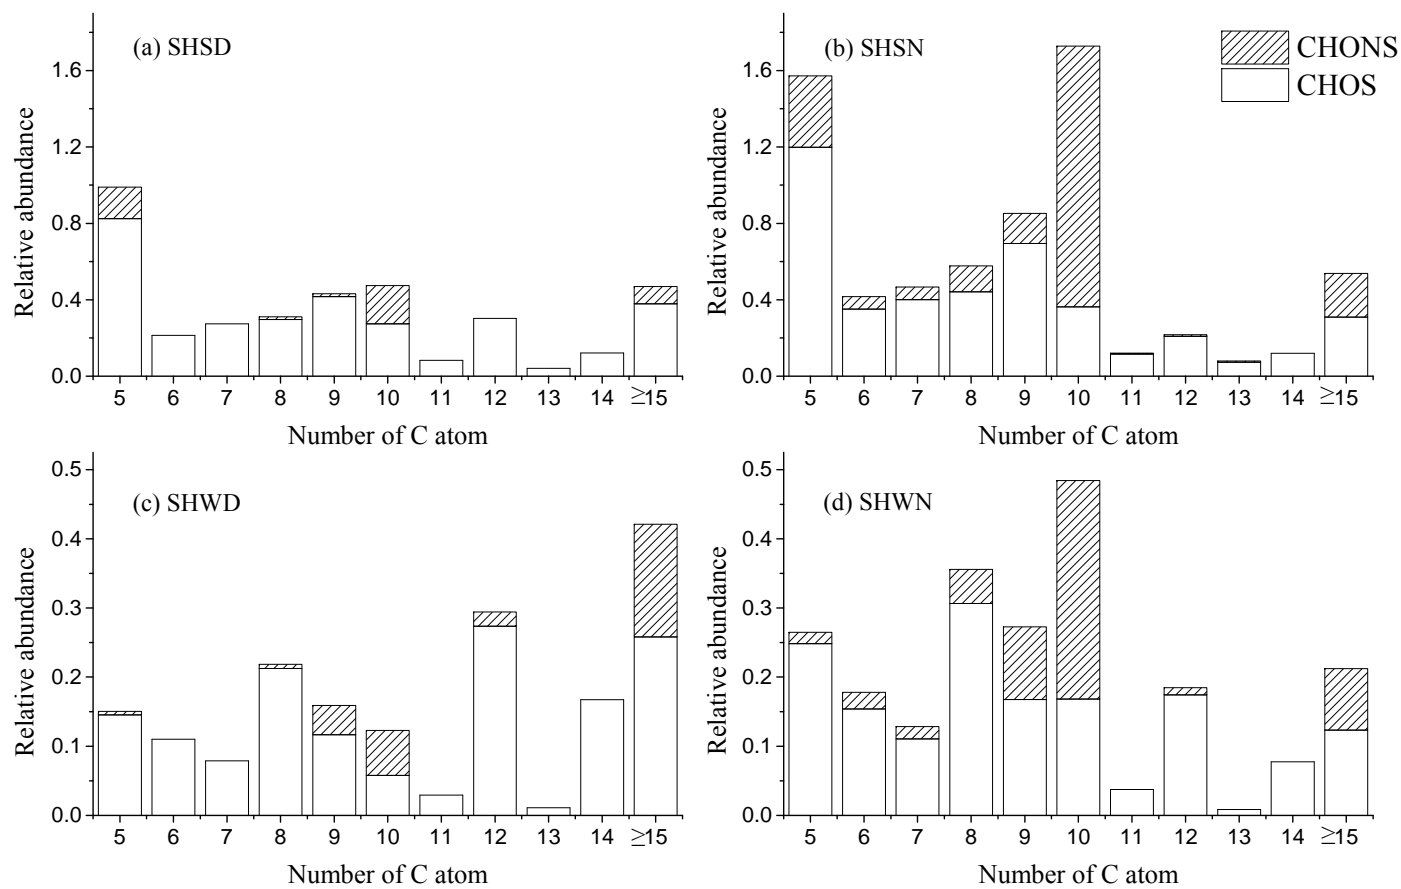 (a) SHSD
Relative abundance
1.6
1.2
0.8
0.4
0.0
5 6 7 8 9 10 11 12 13 14 ≥15
Number of C atom
(b) SHSN
CHONS
CHOS
Relative abundance
1.6
1.2
0.8
0.4
0.0
5 6 7 8 9 10 11 12 13 14 ≥15
Number of C atom
(c) SHWD
Relative abundance
0.5
0.4
0.3
0.2
0.1
0.0
5 6 7 8 9 10 11 12 13 14 ≥15
Number of C atom
(d) SHWN
Relative abundance
0.5
0.4
0.3
0.2
0.1
0.0
5 6 7 8 9 10 11 12 13 14 ≥15
Number of C atom